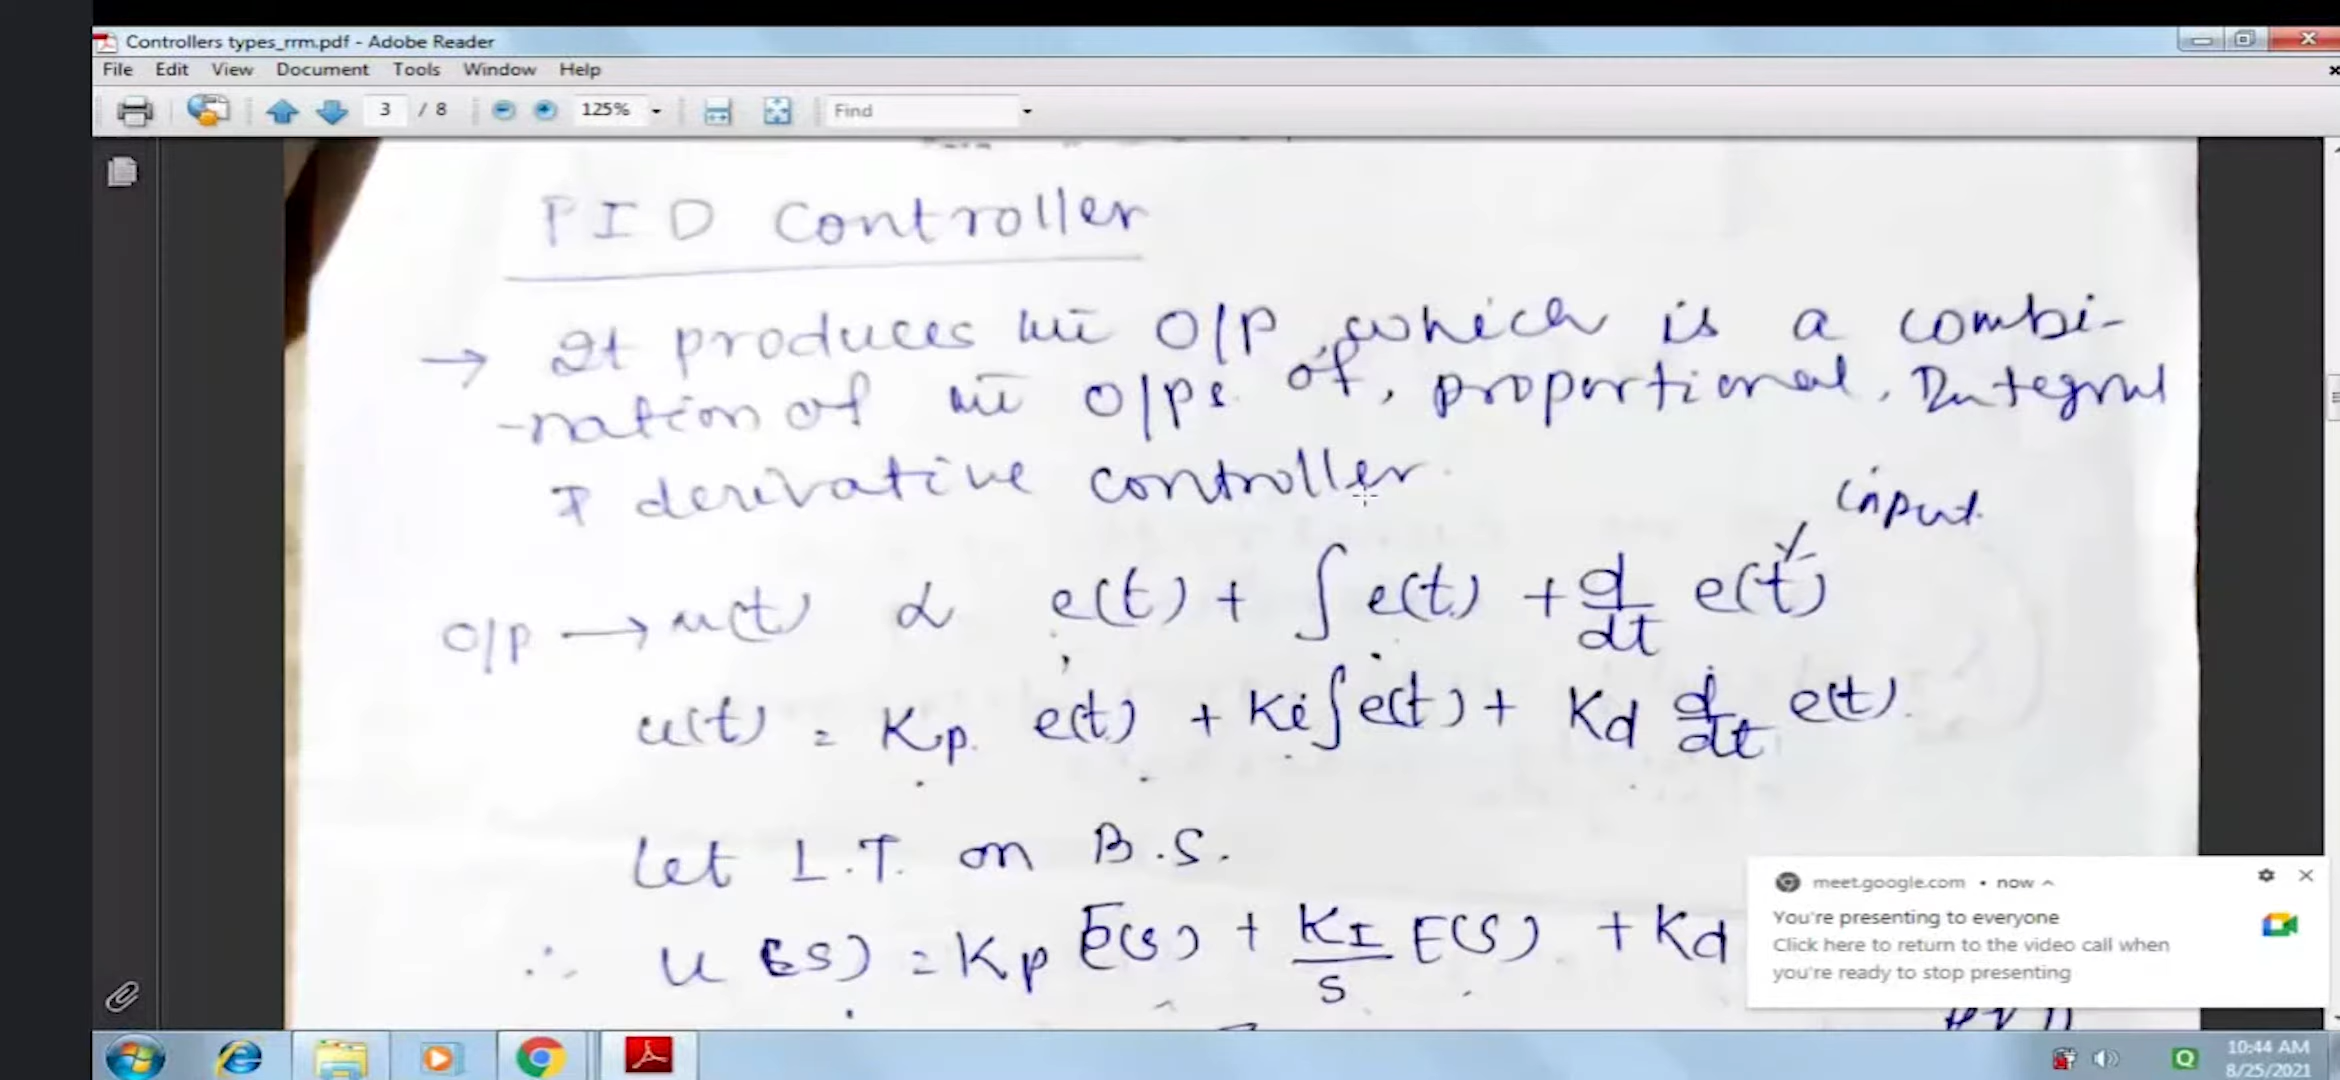 Controllers types_rrm.pdf - Adobe Reader
File Edit View Document Tools Window Help
3 / 8 125% Find
PID Controller
→ It produces O/P, which is a combi-
-nation of O/Ps of, proportional, Integral
& derivative controller.
input
O/P → u(t) α e(t) + ∫ e(t) + d/dt e(t)
u(t) = Kp e(t) + Ki ∫ e(t) + Kd d/dt e(t).
Let L.T. on B.S.
∴ U(s) = Kp E(s) + KI/s E(s) + Kd
meet.google.com • now
You're presenting to everyone
Click here to return to the video call when
you're ready to stop presenting
10:44 AM
8/25/2021